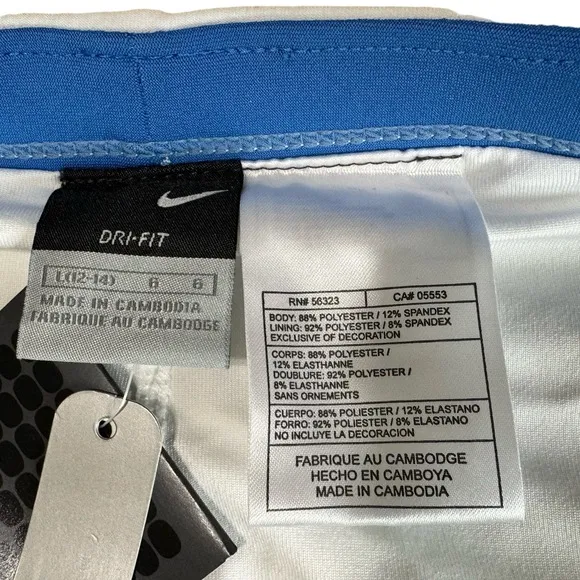 DRI-FIT
L(12-14) G G
MADE IN CAMBODIA
FABRIQUE AU CAMBODGE
RN# 56323 CA# 05553
BODY: 88% POLYESTER / 12% SPANDEX
LINING: 92% POLYESTER / 8% SPANDEX
EXCLUSIVE OF DECORATION
CORPS: 88% POLYESTER /
12% ELASTHANNE
DOUBLURE: 92% POLYESTER /
8% ELASTHANNE
SANS ORNEMENTS
CUERPO: 88% POLIESTER / 12% ELASTANO
FORRO: 92% POLIESTER / 8% ELASTANO
NO INCLUYE LA DECORACION
FABRIQUE AU CAMBODGE
HECHO EN CAMBOYA
MADE IN CAMBODIA